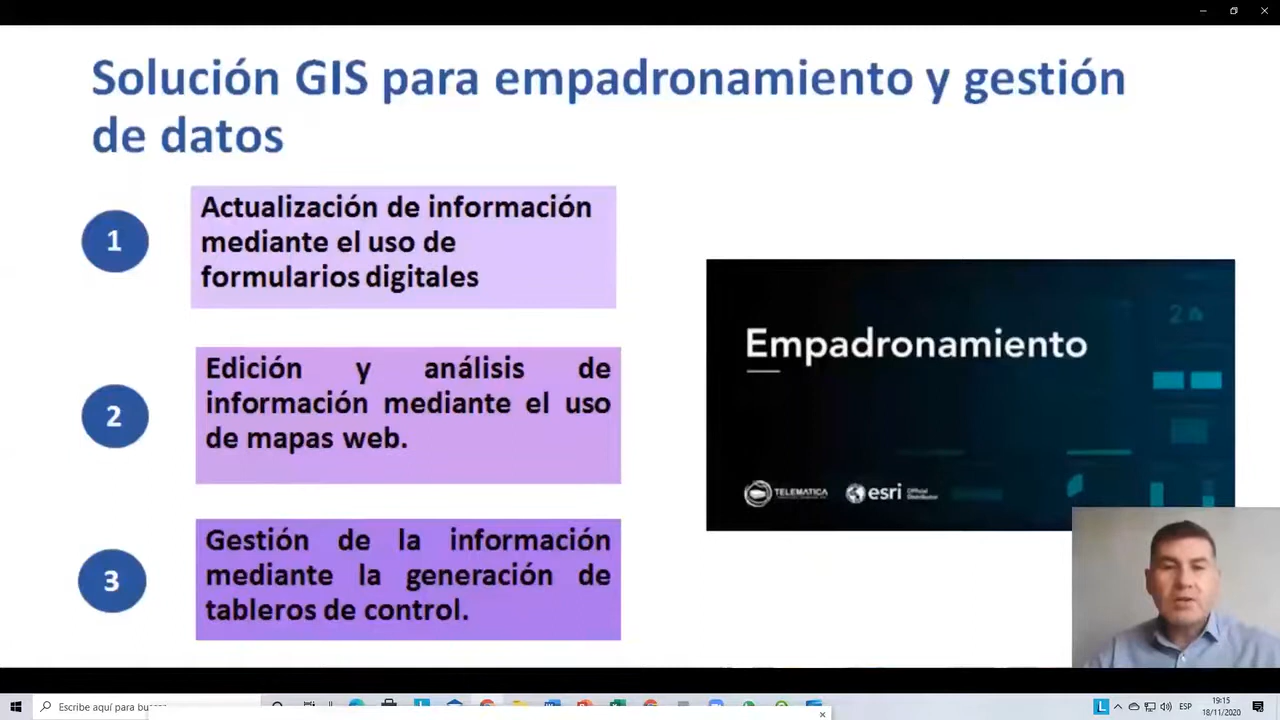 Solución GIS para empadronamiento y gestión
de datos
1
Actualización de información
mediante el uso de
formularios digitales
2
Edición y análisis de
información mediante el uso
de mapas web.
3
Gestión de la información
mediante la generación de
tableros de control.
Empadronamiento
TELEMATICA
esri Official
Distributor
Escribe aquí para
ESP
19:15
18/11/2020